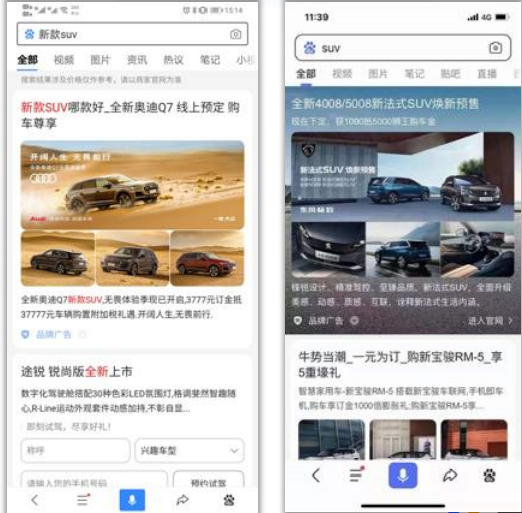 15:14
新款suv
全部 视频 图片 资讯 热议 笔记 小
搜索结果涉及价格仅作参考，请以商家官网为准
新款SUV哪款好_全新奥迪Q7 线上预定 购
车尊享
开阔人生 无畏前行
Audi
全新奥迪Q7新款SUV,无畏体验季现已开启,3777元订金抵
37777元车辆购置附加税礼遇.开阔人生,无畏前行.
品牌广告
途锐 锐尚版全新上市
数字化驾驶舱搭配30种色彩LED氛围灯,格调斐然智趣随
心,R-Line运动外观套件动感加持,不彰自显...
即刻试驾，尽享好礼！
称呼
兴趣车型
请输入您的手机号码
预约试驾
11:39
4G
suv
全部 视频 图片 笔记 贴吧 直播
全新4008/5008新法式SUV焕新预售
现在下定，获1000抵5000狮王购车金
新法式SUV 焕新预售
东风标致
锋锐设计、精准驾控、至臻品质。新法式SUV，全面升级
美感、动感、质感、互联，诠释新法式生活内涵。
品牌广告
进入官网 >
牛势当潮_一元为订_购新宝骏RM-5_享
5重壕礼
智慧家用车-新宝骏RM-5 搭载新宝骏车联网,手机即车
机,购车享订金1000倍膨胀礼;购新宝骏RM-5享...